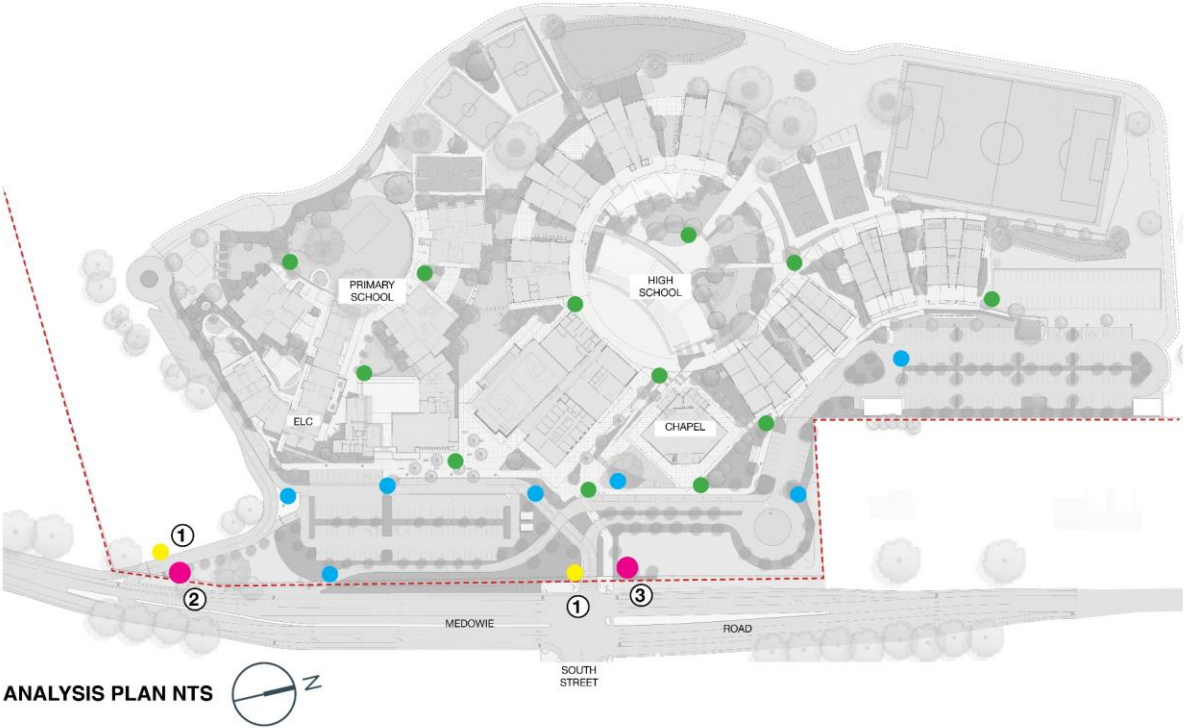 HIGH
SCHOOL
PRIMARY
SCHOOL
ELC
CHAPEL
1
2
1
3
MEDOWIE
ROAD
SOUTH
STREET
ANALYSIS PLAN NTS
N